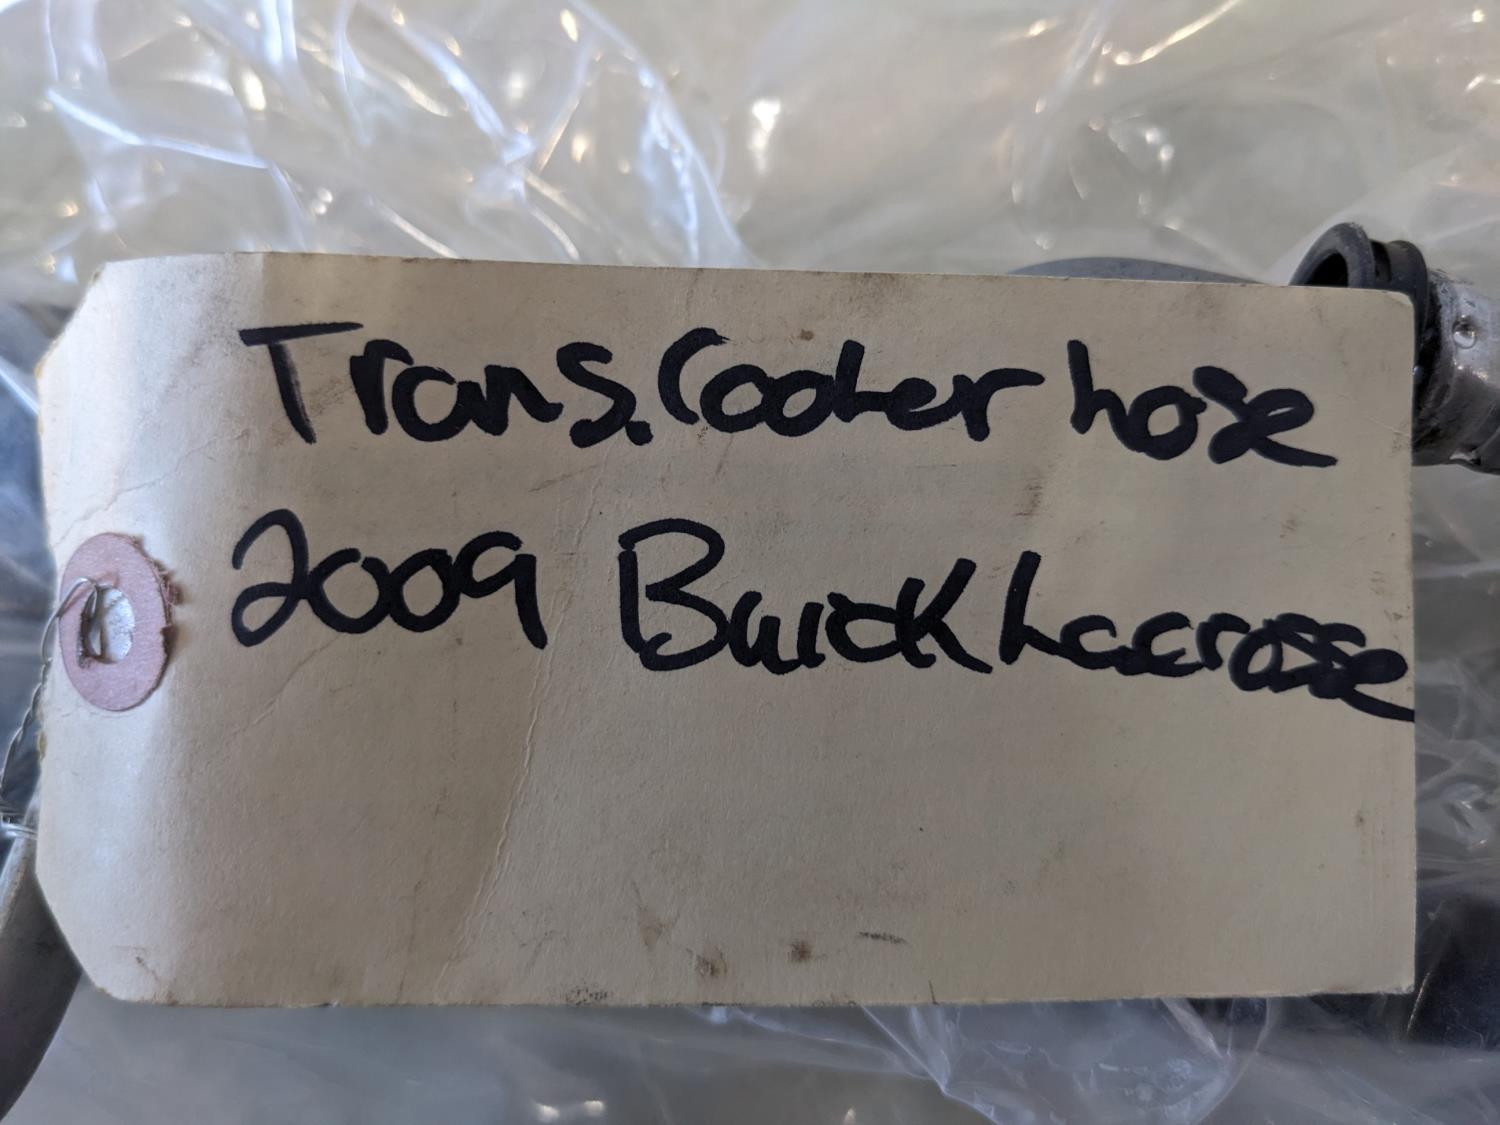 Trans. Cooler hose
2009 Buick Lacrosse